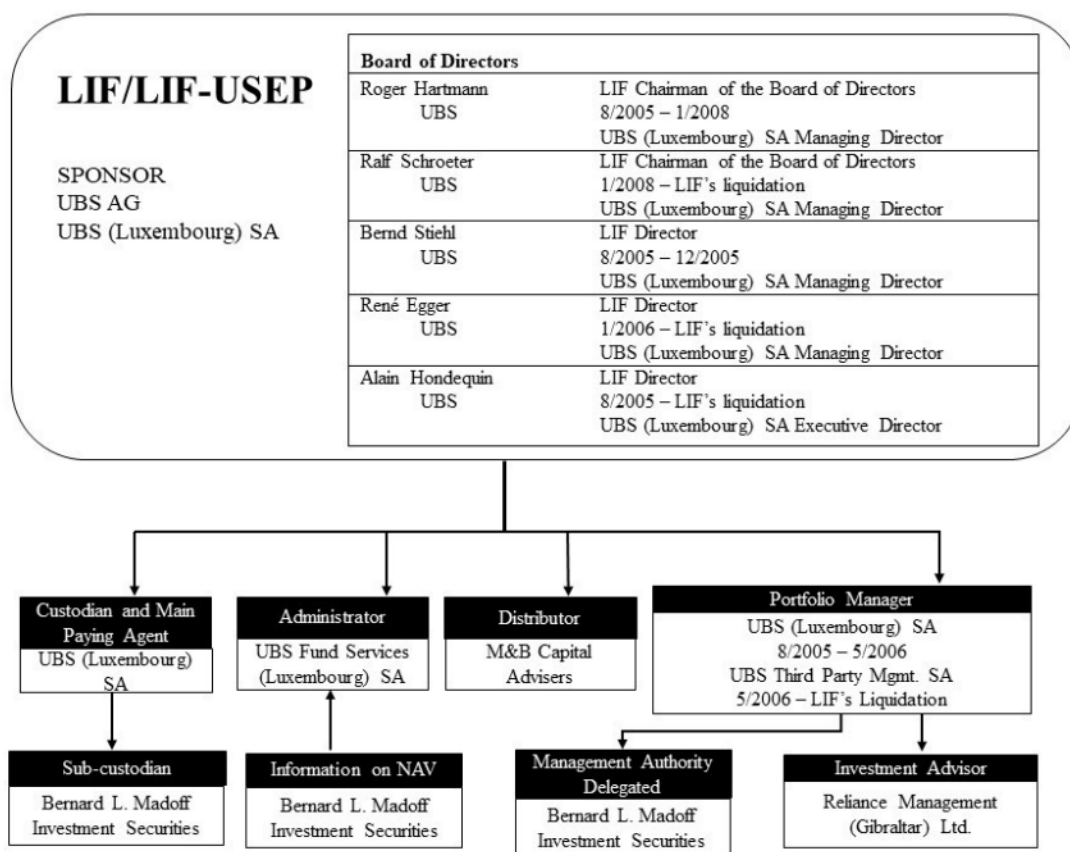 LIF/LIF-USEP
SPONSOR
UBS AG
UBS (Luxembourg) SA
Board of Directors
Roger Hartmann LIF Chairman of the Board of Directors
UBS 8/2005 – 1/2008
UBS (Luxembourg) SA Managing Director
Ralf Schroeter LIF Chairman of the Board of Directors
UBS 1/2008 – LIF's liquidation
UBS (Luxembourg) SA Managing Director
Bernd Stiehl LIF Director
UBS 8/2005 – 12/2005
UBS (Luxembourg) SA Managing Director
René Egger LIF Director
UBS 1/2006 – LIF's liquidation
UBS (Luxembourg) SA Managing Director
Alain Hondequin LIF Director
UBS 8/2005 – LIF's liquidation
UBS (Luxembourg) SA Executive Director
Custodian and Main
Paying Agent
UBS (Luxembourg)
SA
Administrator
UBS Fund Services
(Luxembourg) SA
Distributor
M&B Capital
Advisers
Portfolio Manager
UBS (Luxembourg) SA
8/2005 – 5/2006
UBS Third Party Mgmt. SA
5/2006 – LIF's Liquidation
Sub-custodian
Bernard L. Madoff
Investment Securities
Information on NAV
Bernard L. Madoff
Investment Securities
Management Authority
Delegated
Bernard L. Madoff
Investment Securities
Investment Advisor
Reliance Management
(Gibraltar) Ltd.